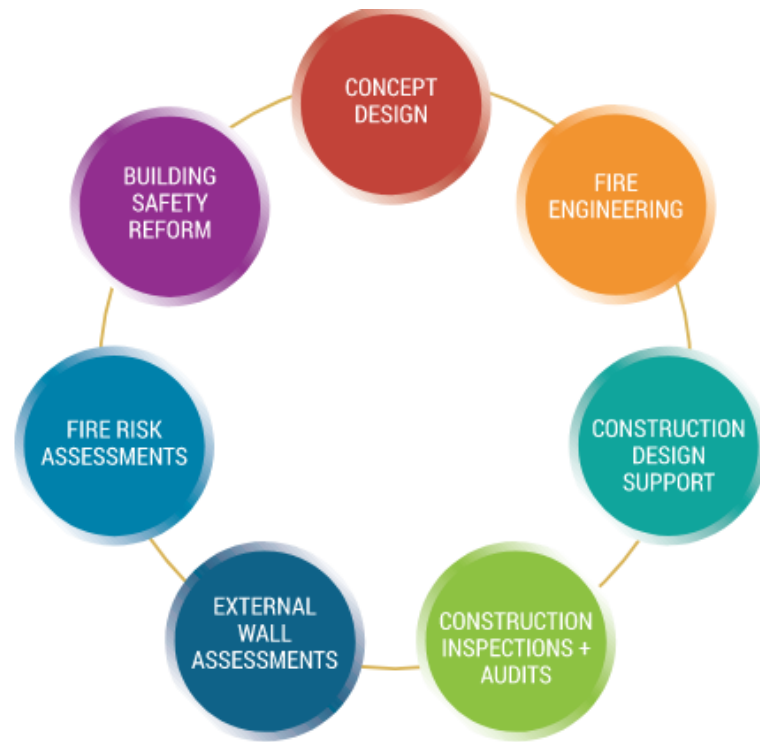 CONCEPT
DESIGN
FIRE
ENGINEERING
CONSTRUCTION
DESIGN
SUPPORT
CONSTRUCTION
INSPECTIONS +
AUDITS
EXTERNAL
WALL
ASSESSMENTS
FIRE RISK
ASSESSMENTS
BUILDING
SAFETY
REFORM